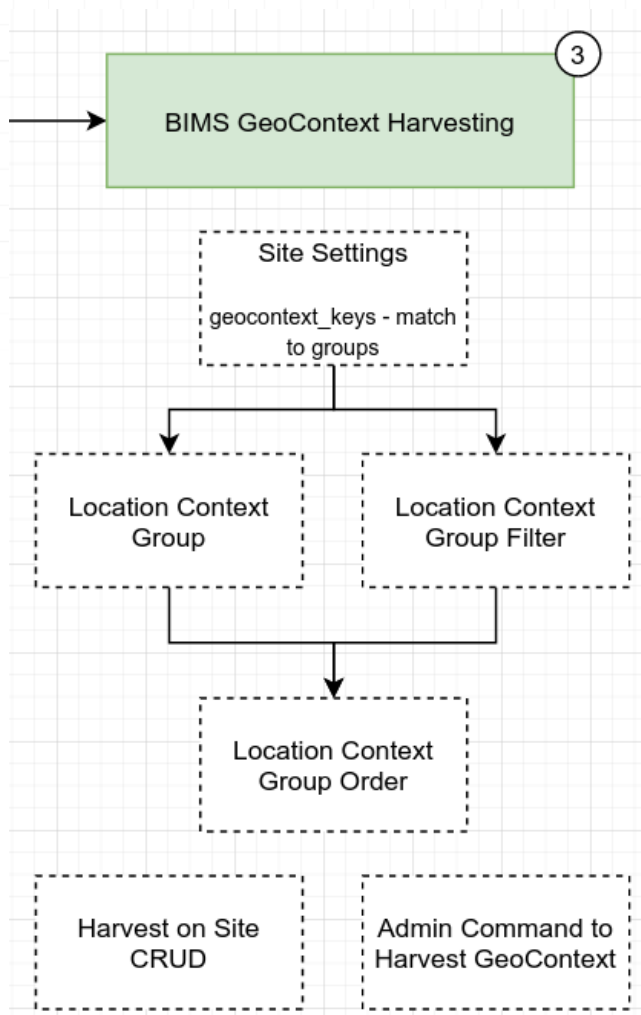 3
BIMS GeoContext Harvesting
Site Settings
geocontext_keys - match
to groups
Location Context
Group
Location Context
Group Filter
Location Context
Group Order
Harvest on Site
CRUD
Admin Command to
Harvest GeoContext